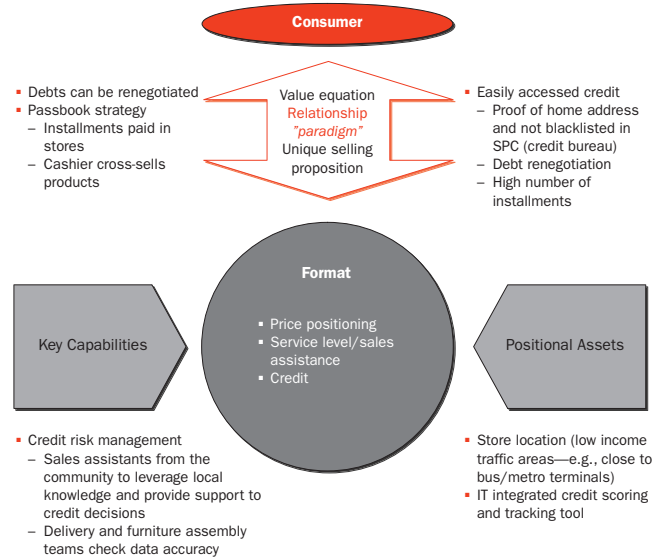 Consumer
▪ Debts can be renegotiated
▪ Passbook strategy
– Installments paid in
stores
– Cashier cross-sells
products
Value equation
Relationship
"paradigm"
Unique selling
proposition
▪ Easily accessed credit
– Proof of home address
and not blacklisted in
SPC (credit bureau)
– Debt renegotiation
– High number of
installments
Format
▪ Price positioning
▪ Service level/sales
assistance
▪ Credit
Key Capabilities
Positional Assets
▪ Credit risk management
– Sales assistants from the
community to leverage local
knowledge and provide support to
credit decisions
– Delivery and furniture assembly
teams check data accuracy
▪ Store location (low income
traffic areas—e.g., close to
bus/metro terminals)
▪ IT integrated credit scoring
and tracking tool